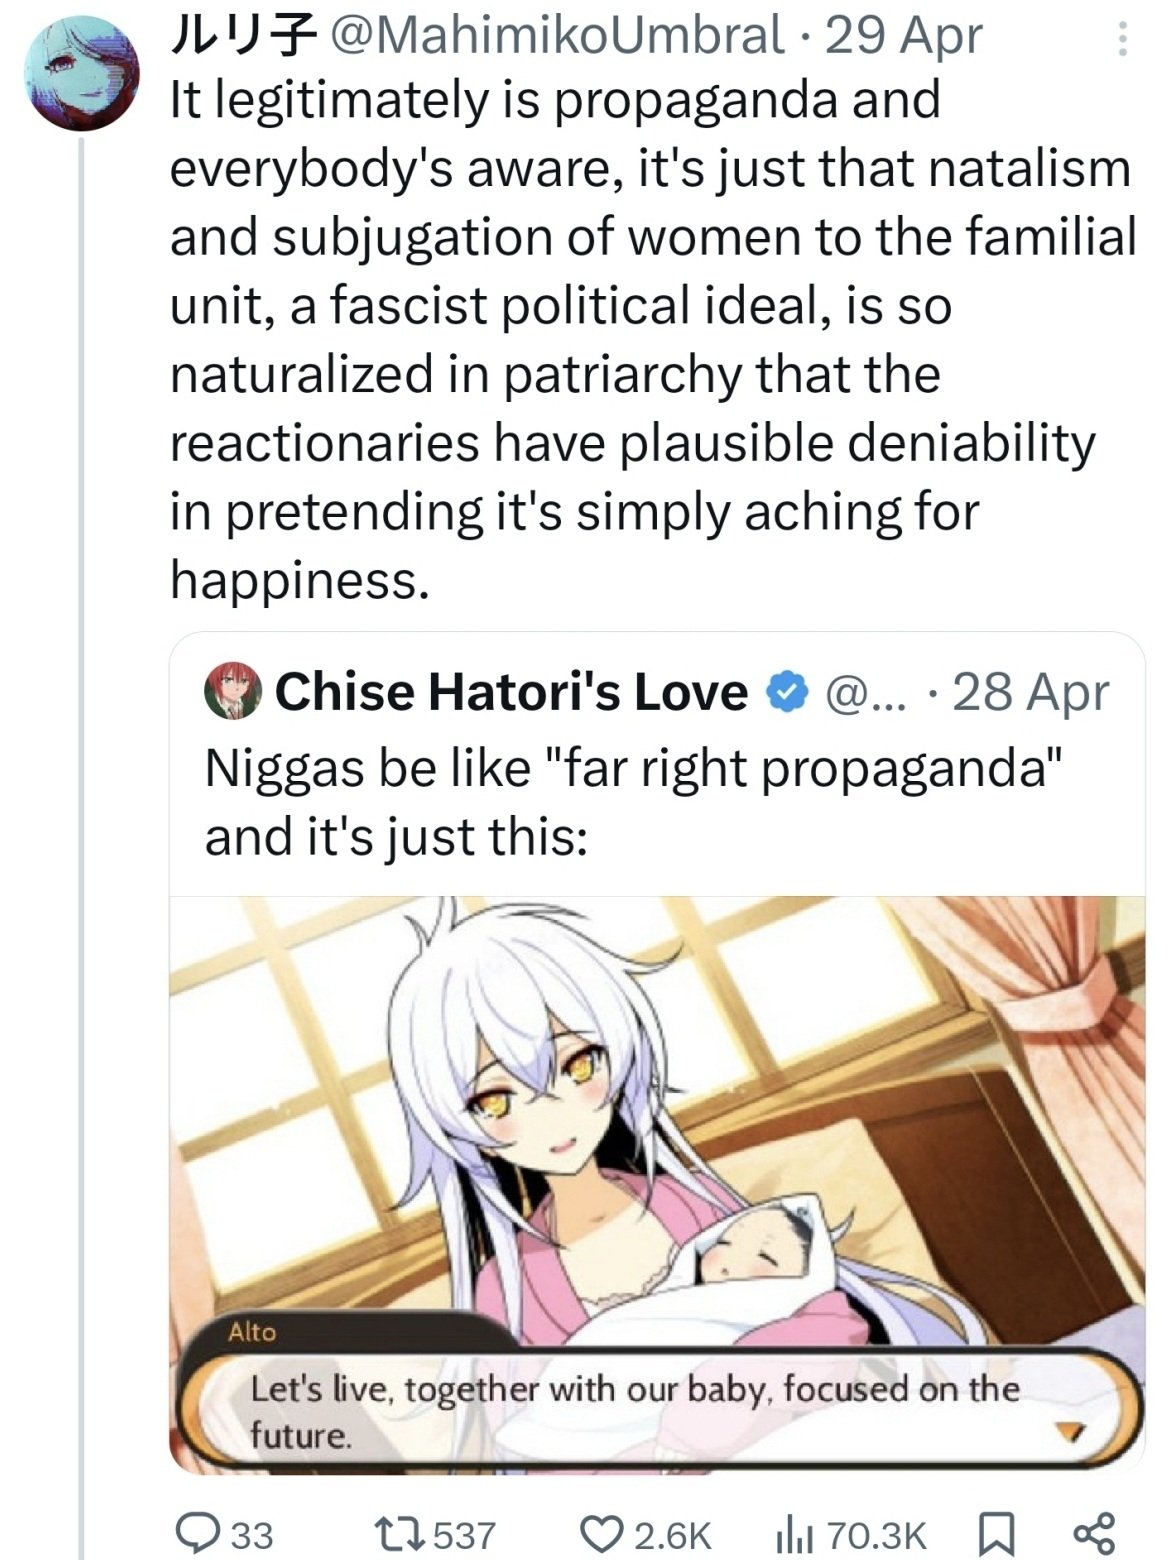 ルリ子 @MahimikoUmbral · 29 Apr
It legitimately is propaganda and
everybody's aware, it's just that natalism
and subjugation of women to the familial
unit, a fascist political ideal, is so
naturalized in patriarchy that the
reactionaries have plausible deniability
in pretending it's simply aching for
happiness.
Chise Hatori's Love @... · 28 Apr
Niggas be like "far right propaganda"
and it's just this:
Alto
Let's live, together with our baby, focused on the
future.
33 537 2.6K 70.3K